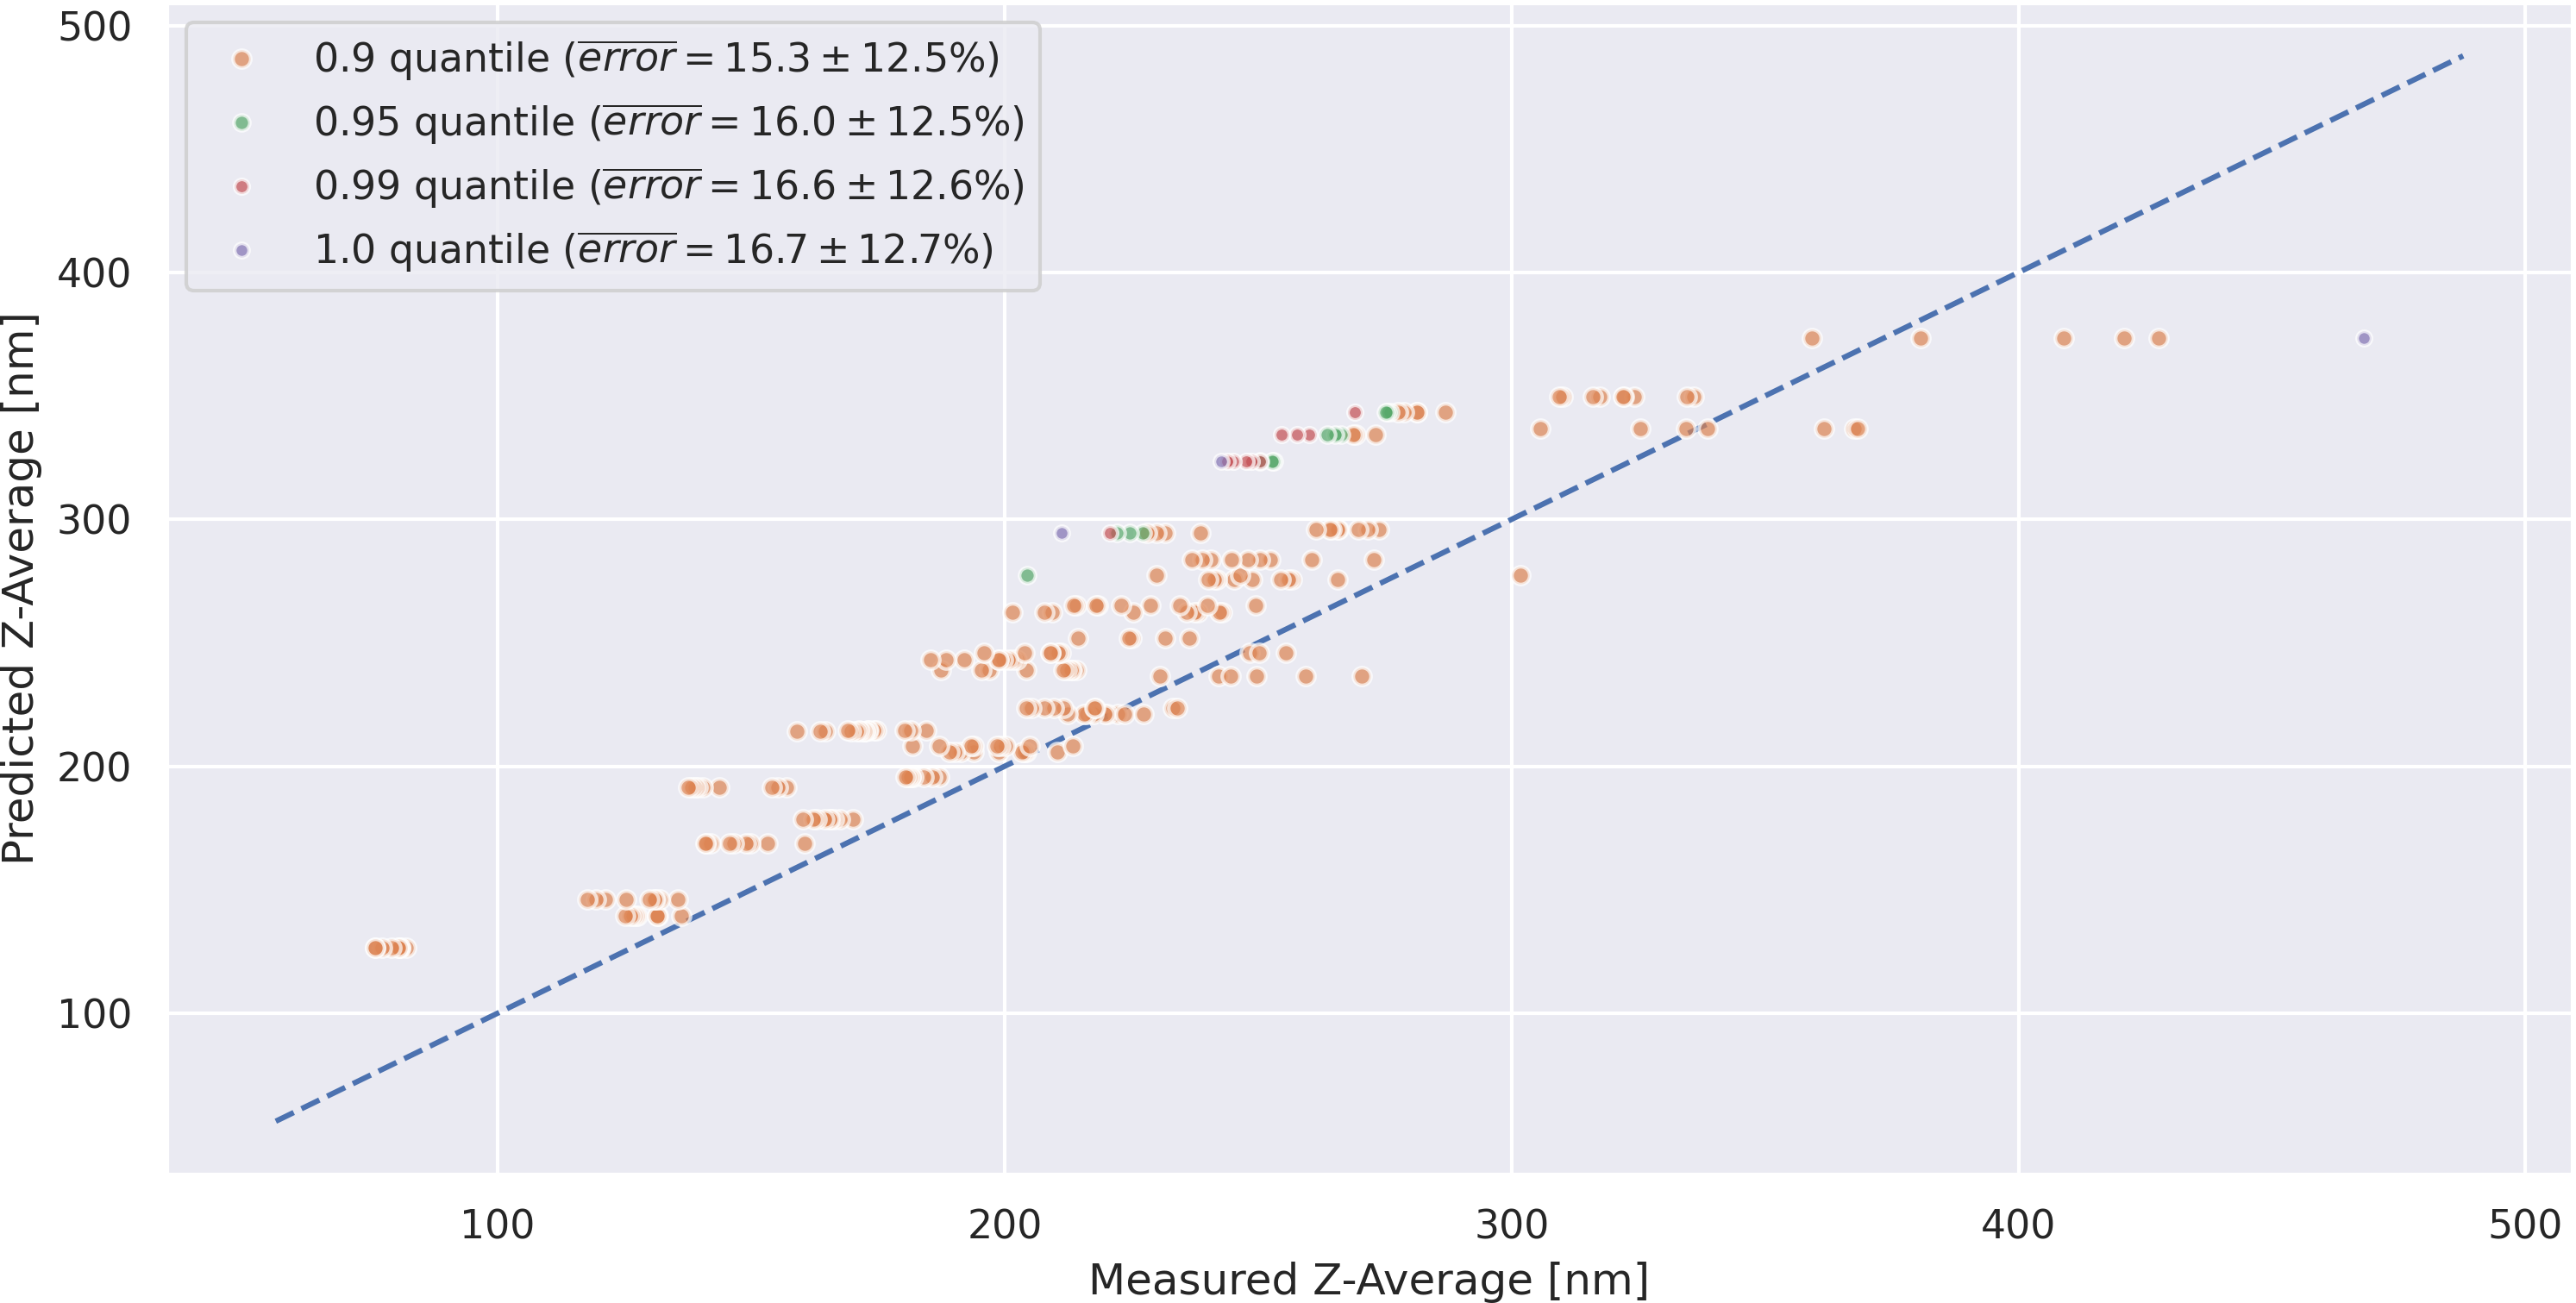 0.9 quantile (error = 15.3 ± 12.5%)
0.95 quantile (error = 16.0 ± 12.5%)
0.99 quantile (error = 16.6 ± 12.6%)
1.0 quantile (error = 16.7 ± 12.7%)
Predicted Z-Average [nm]
500
400
300
200
100
100 200 300 400 500
Measured Z-Average [nm]